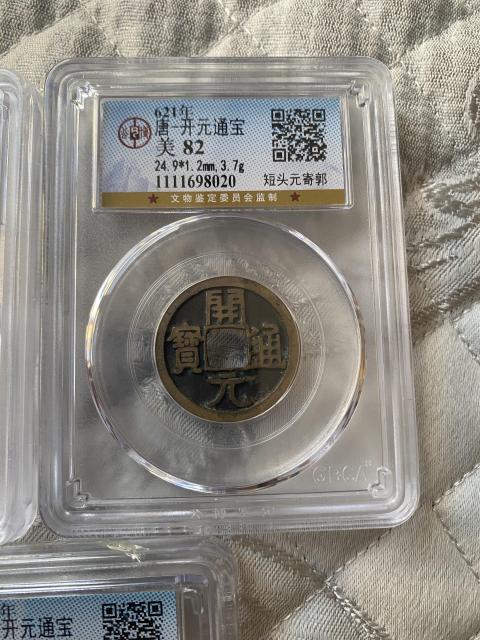 621年
唐-开元通宝
美 82
24.9*1.2mm,3.7g
1111698020
短头元寄郭
★ 文物鉴定委员会监制 ★
開
寶 通
元
GBCA
年
-开元通宝